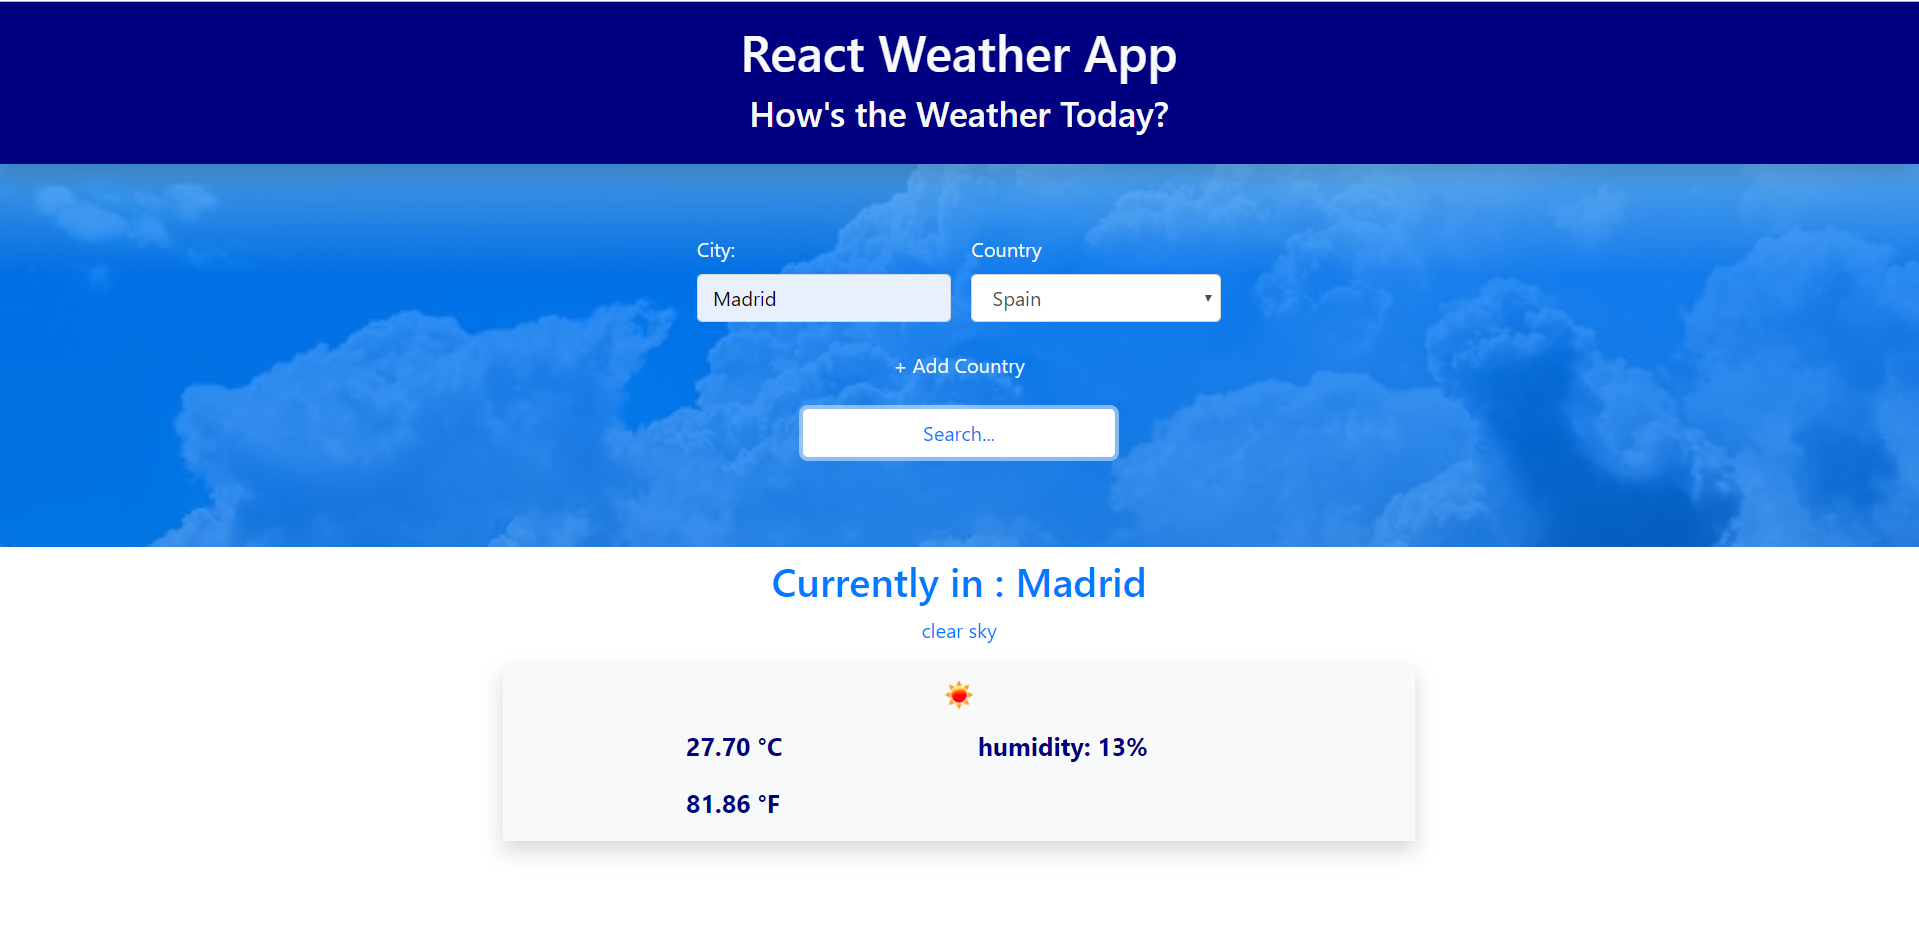 React Weather App
How's the Weather Today?
City:
Country
Madrid
Spain
+ Add Country
Search...
Currently in : Madrid
clear sky
27.70 °C
humidity: 13%
81.86 °F